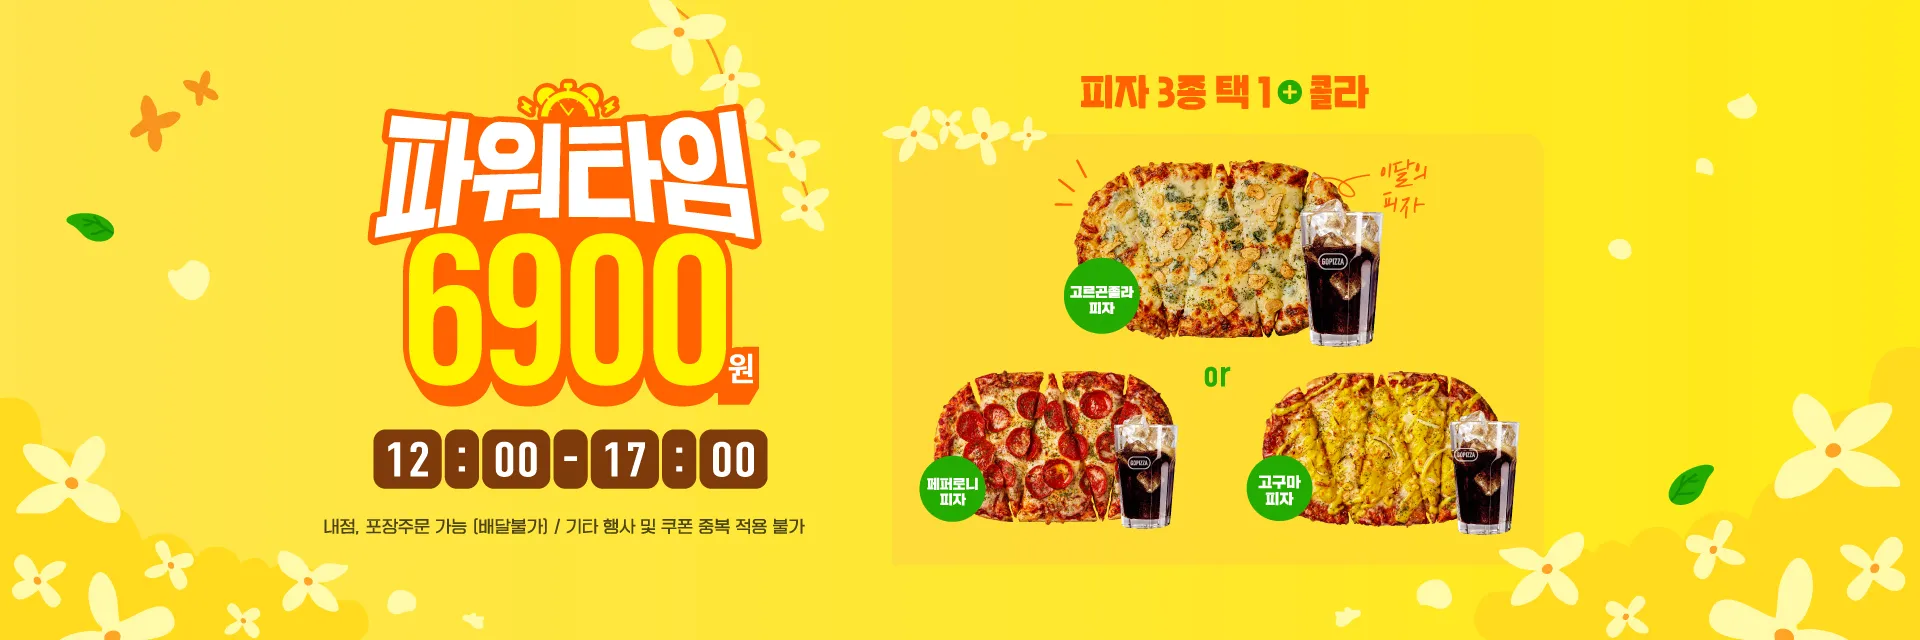 파워타임
6900원
12:00-17:00
내점, 포장주문 가능 (배달불가) / 기타 행사 및 쿠폰 중복 적용 불가
피자 3종 택 1+ 콜라
이달의
피자
고르곤졸라
피자
GOPIZZA
or
페퍼로니
피자
GOPIZZA
고구마
피자
GOPIZZA